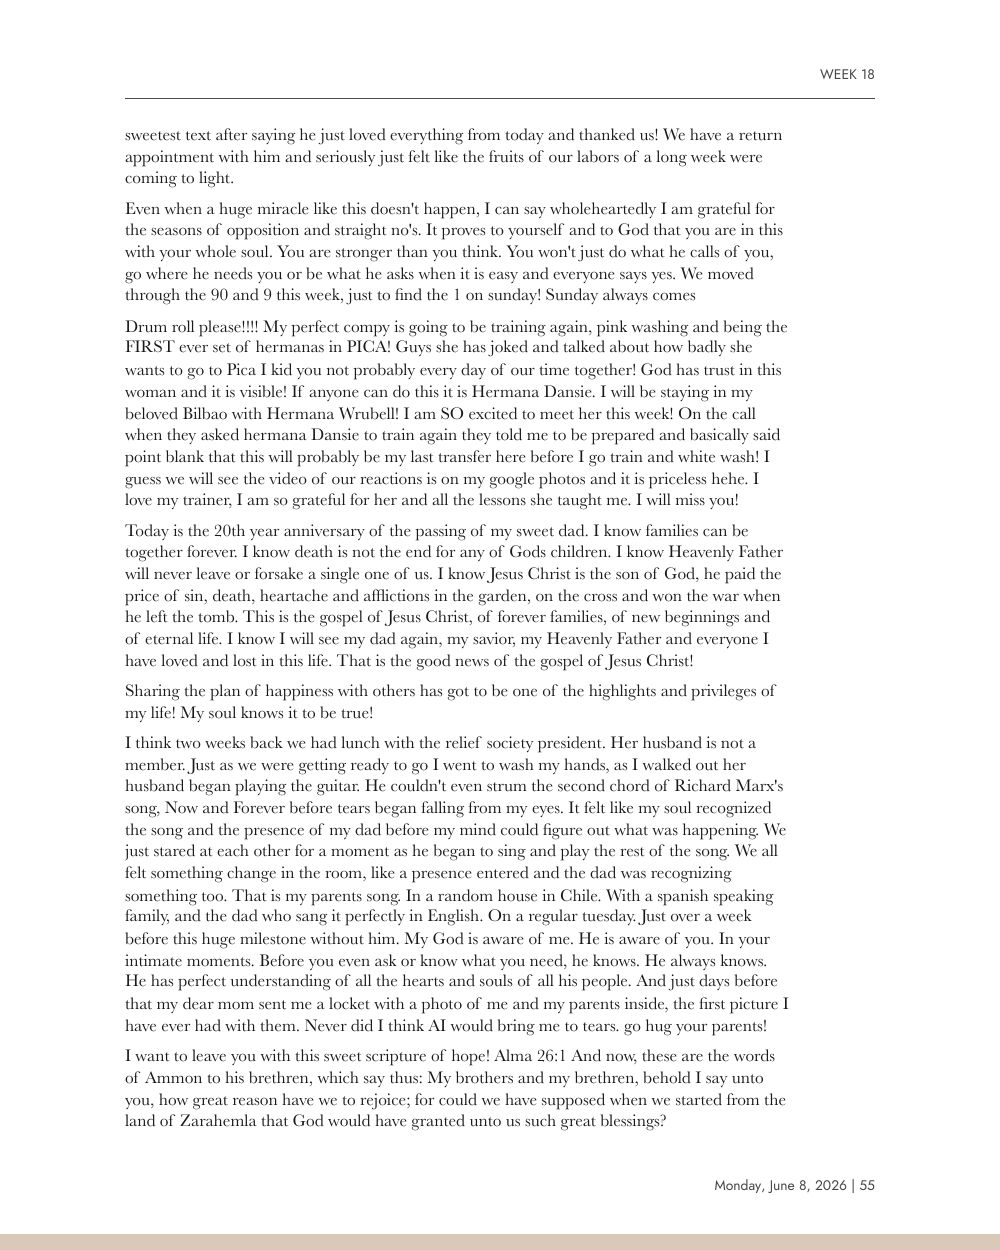 WEEK 18
sweetest text after saying he just loved everything from today and thanked us! We have a return
appointment with him and seriously just felt like the fruits of our labors of a long week were
coming to light.
Even when a huge miracle like this doesn't happen, I can say wholeheartedly I am grateful for
the seasons of opposition and straight no's. It proves to yourself and to God that you are in this
with your whole soul. You are stronger than you think. You won't just do what he calls of you,
go where he needs you or be what he asks when it is easy and everyone says yes. We moved
through the 90 and 9 this week, just to find the 1 on sunday! Sunday always comes
Drum roll please!!!! My perfect compy is going to be training again, pink washing and being the
FIRST ever set of hermanas in PICA! Guys she has joked and talked about how badly she
wants to go to Pica I kid you not probably every day of our time together! God has trust in this
woman and it is visible! If anyone can do this it is Hermana Dansie. I will be staying in my
beloved Bilbao with Hermana Wrubell! I am SO excited to meet her this week! On the call
when they asked hermana Dansie to train again they told me to be prepared and basically said
point blank that this will probably be my last transfer here before I go train and white wash! I
guess we will see the video of our reactions is on my google photos and it is priceless hehe. I
love my trainer, I am so grateful for her and all the lessons she taught me. I will miss you!
Today is the 20th year anniversary of the passing of my sweet dad. I know families can be
together forever. I know death is not the end for any of Gods children. I know Heavenly Father
will never leave or forsake a single one of us. I know Jesus Christ is the son of God, he paid the
price of sin, death, heartache and afflictions in the garden, on the cross and won the war when
he left the tomb. This is the gospel of Jesus Christ, of forever families, of new beginnings and
of eternal life. I know I will see my dad again, my savior, my Heavenly Father and everyone I
have loved and lost in this life. That is the good news of the gospel of Jesus Christ!
Sharing the plan of happiness with others has got to be one of the highlights and privileges of
my life! My soul knows it to be true!
I think two weeks back we had lunch with the relief society president. Her husband is not a
member. Just as we were getting ready to go I went to wash my hands, as I walked out her
husband began playing the guitar. He couldn't even strum the second chord of Richard Marx's
song, Now and Forever before tears began falling from my eyes. It felt like my soul recognized
the song and the presence of my dad before my mind could figure out what was happening. We
just stared at each other for a moment as he began to sing and play the rest of the song. We all
felt something change in the room, like a presence entered and the dad was recognizing
something too. That is my parents song. In a random house in Chile. With a spanish speaking
family, and the dad who sang it perfectly in English. On a regular tuesday. Just over a week
before this huge milestone without him. My God is aware of me. He is aware of you. In your
intimate moments. Before you even ask or know what you need, he knows. He always knows.
He has perfect understanding of all the hearts and souls of all his people. And just days before
that my dear mom sent me a locket with a photo of me and my parents inside, the first picture I
have ever had with them. Never did I think AI would bring me to tears. go hug your parents!
I want to leave you with this sweet scripture of hope! Alma 26:1 And now, these are the words
of Ammon to his brethren, which say thus: My brothers and my brethren, behold I say unto
you, how great reason have we to rejoice; for could we have supposed when we started from the
land of Zarahemla that God would have granted unto us such great blessings?
Monday, June 8, 2026 | 55